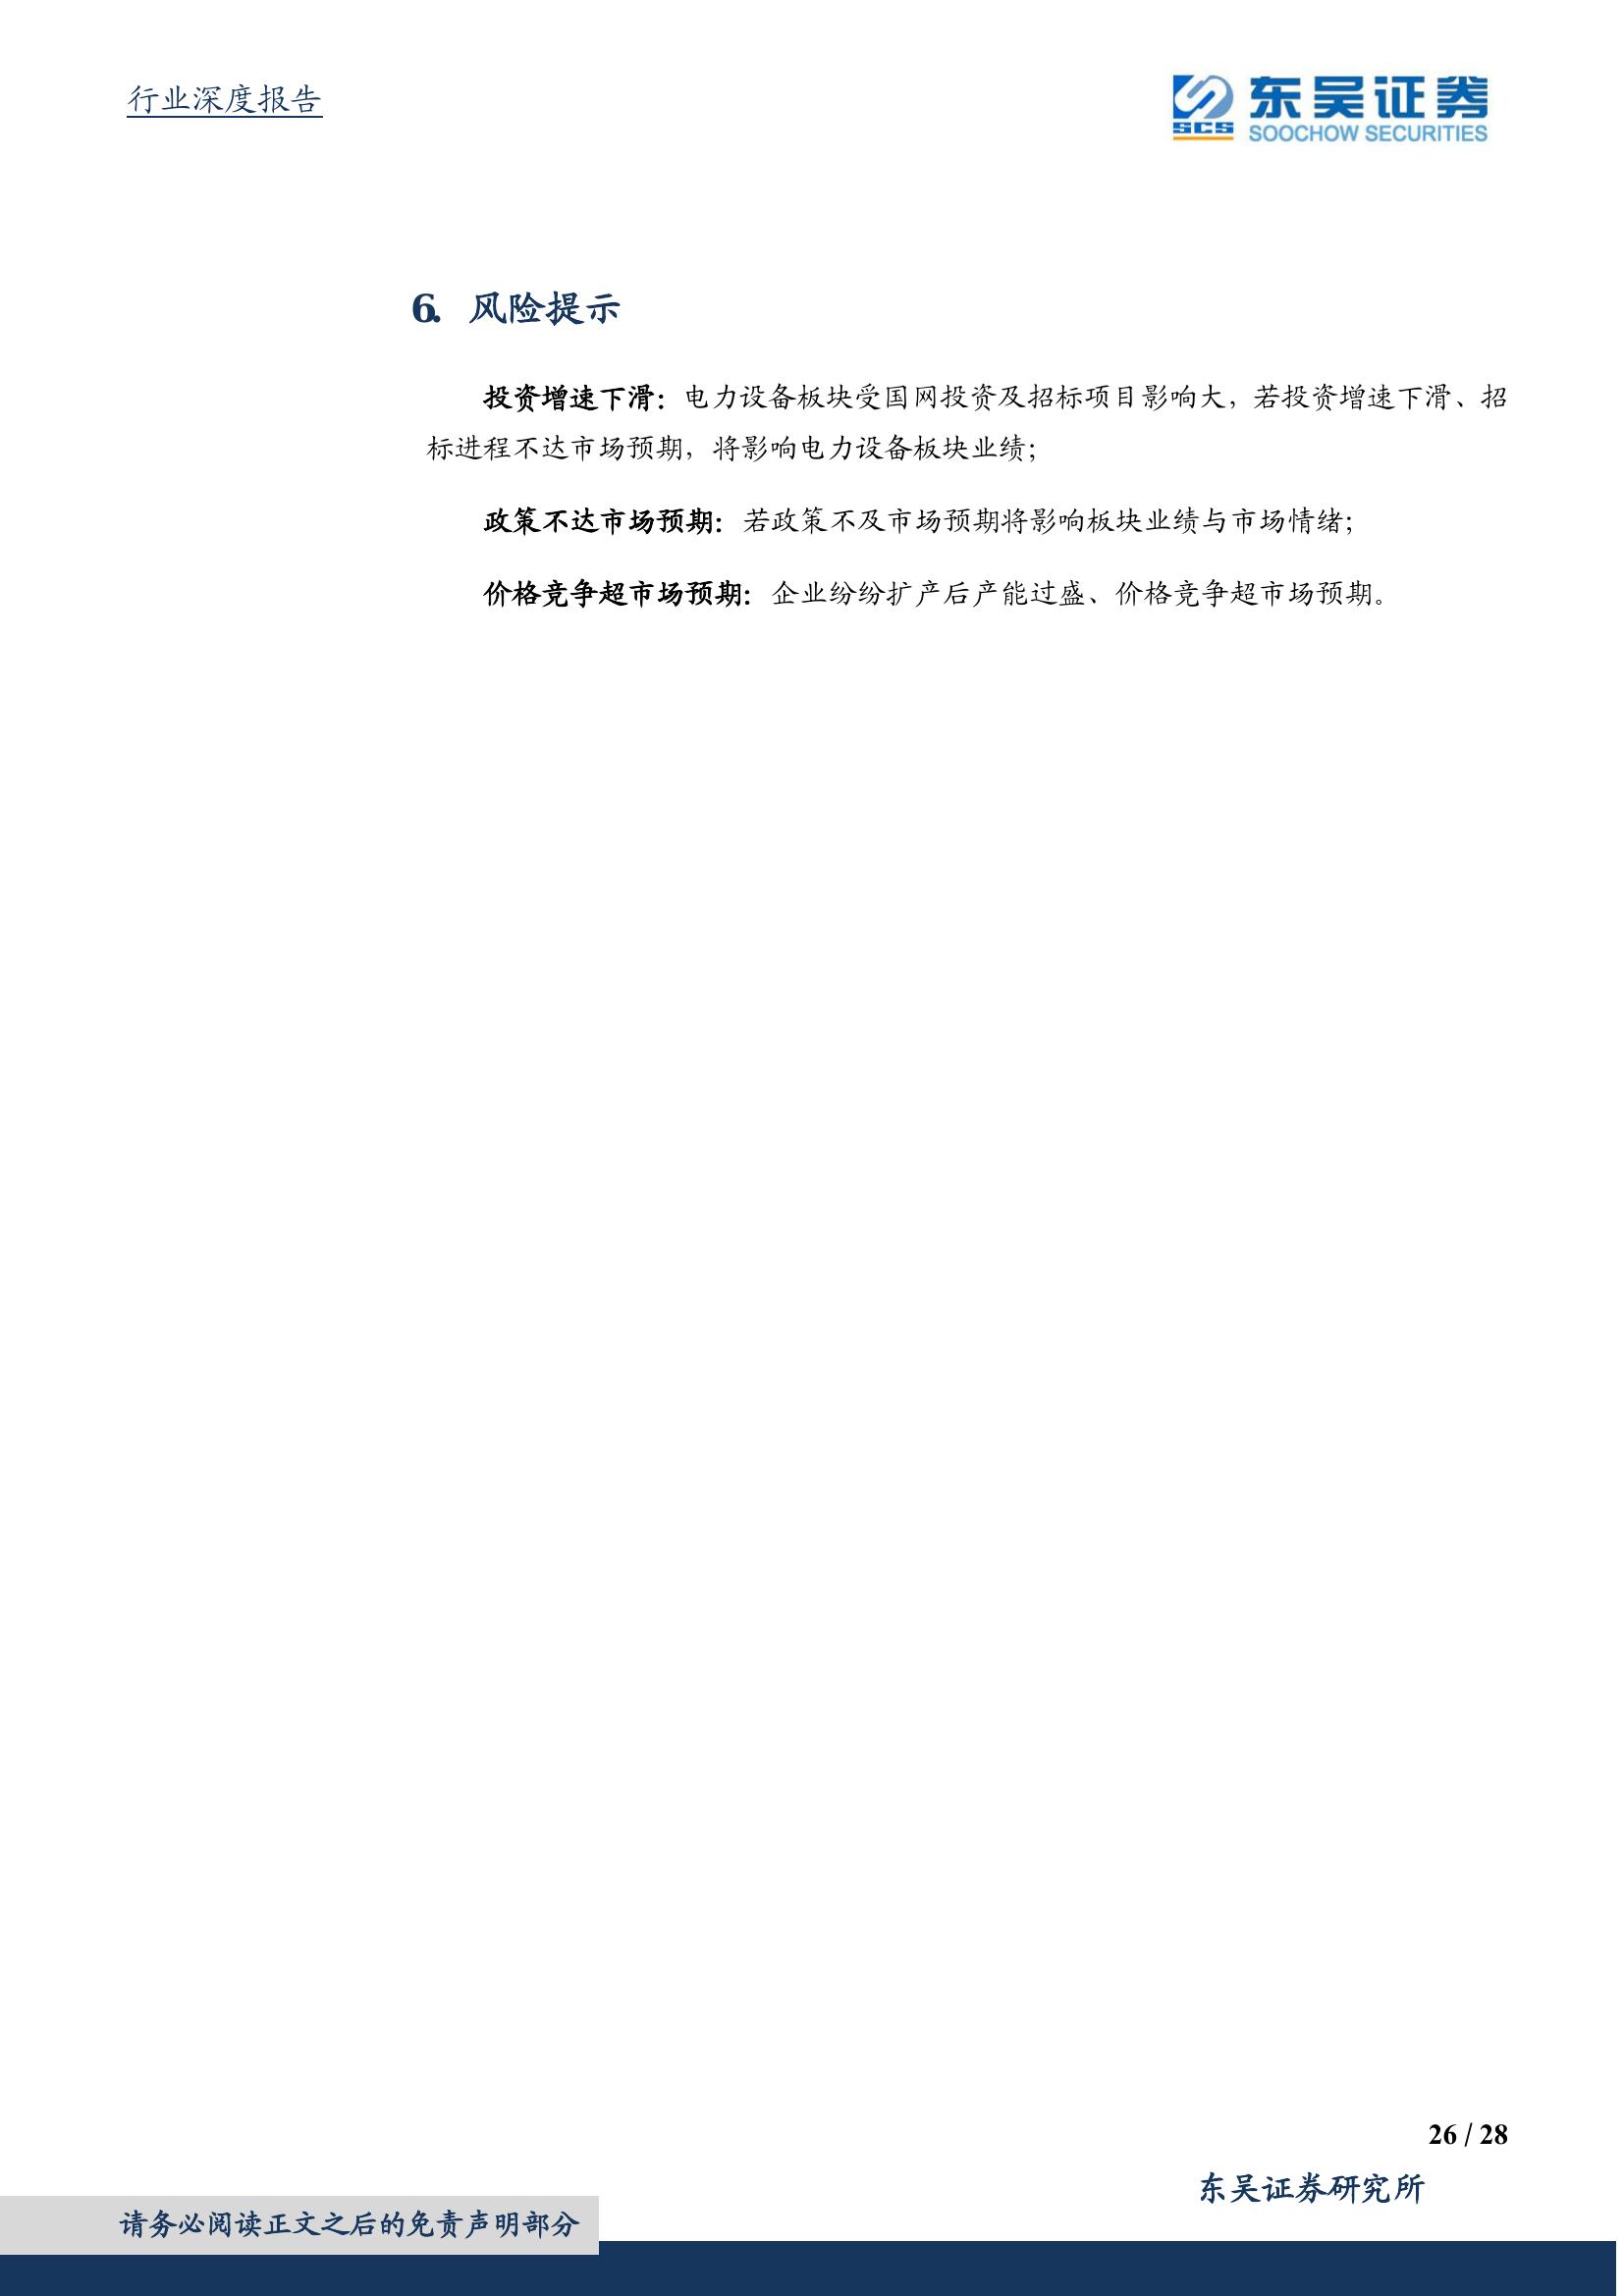 行业深度报告
SCS
东吴证券
SOOCHOW SECURITIES
6. 风险提示
投资增速下滑：电力设备板块受国网投资及招标项目影响大，若投资增速下滑、招
标进程不达市场预期，将影响电力设备板块业绩；
政策不达市场预期：若政策不及市场预期将影响板块业绩与市场情绪；
价格竞争超市场预期：企业纷纷扩产后产能过盛、价格竞争超市场预期。
26 / 28
东吴证券研究所
请务必阅读正文之后的免责声明部分